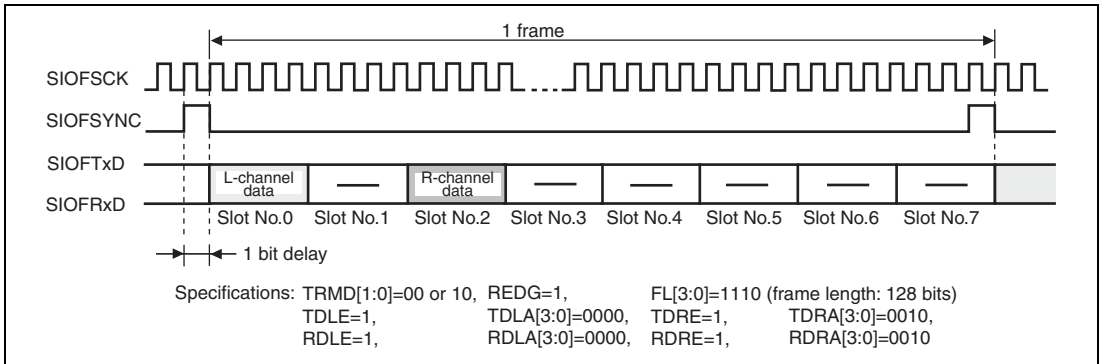 1 frame
SIOFSCK
SIOFSYNC
SIOFTxD
SIOFRxD
L-channel
data
R-channel
data
Slot No.0 Slot No.1 Slot No.2 Slot No.3 Slot No.4 Slot No.5 Slot No.6 Slot No.7
1 bit delay
Specifications: TRMD[1:0]=00 or 10, REDG=1, FL[3:0]=1110 (frame length: 128 bits)
TDLE=1, TDLA[3:0]=0000, TDRE=1, TDRA[3:0]=0010,
RDLE=1, RDLA[3:0]=0000, RDRE=1, RDRA[3:0]=0010